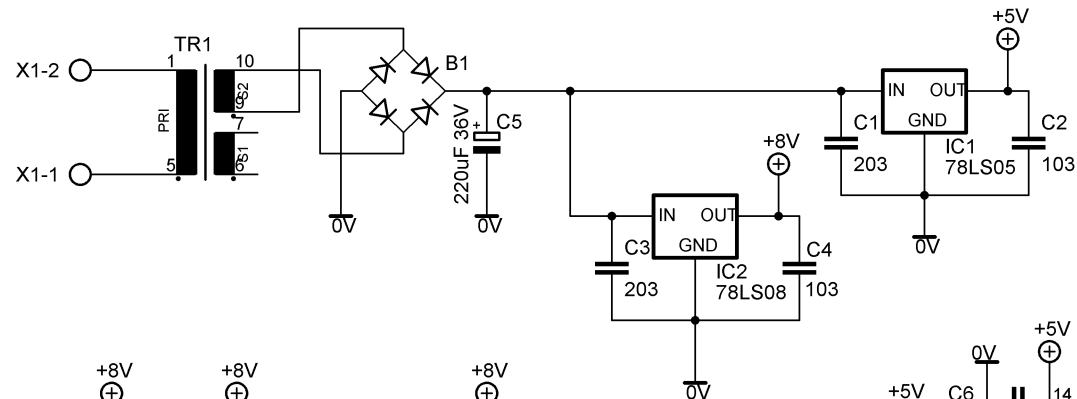 +5V
TR1
X1-2
1
10
B1
S2
9
IN
OUT
PRI
7
220uF 36V
+
C5
GND
C1
C2
+8V
IC1
S1
X1-1
5
6
203
78LS05
103
IN
OUT
0V
0V
GND
0V
C3
C4
IC2
203
78LS08
103
+5V
0V
+8V
+8V
+8V
0V
+5V
C6
14